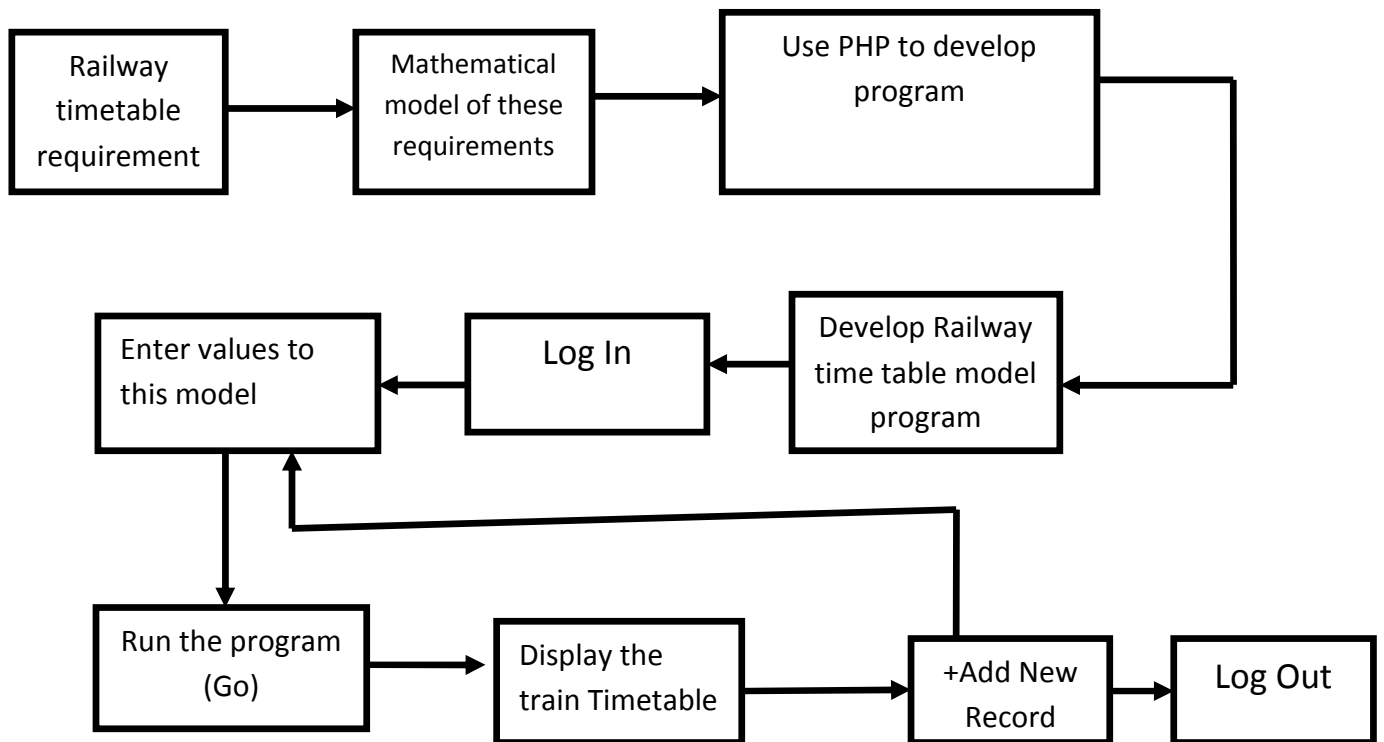 Railway
timetable
requirement
Mathematical
model of these
requirements
Use PHP to develop
program
Develop Railway
time table model
program
Log In
Enter values to
this model
Run the program
(Go)
Display the
train Timetable
+Add New
Record
Log Out